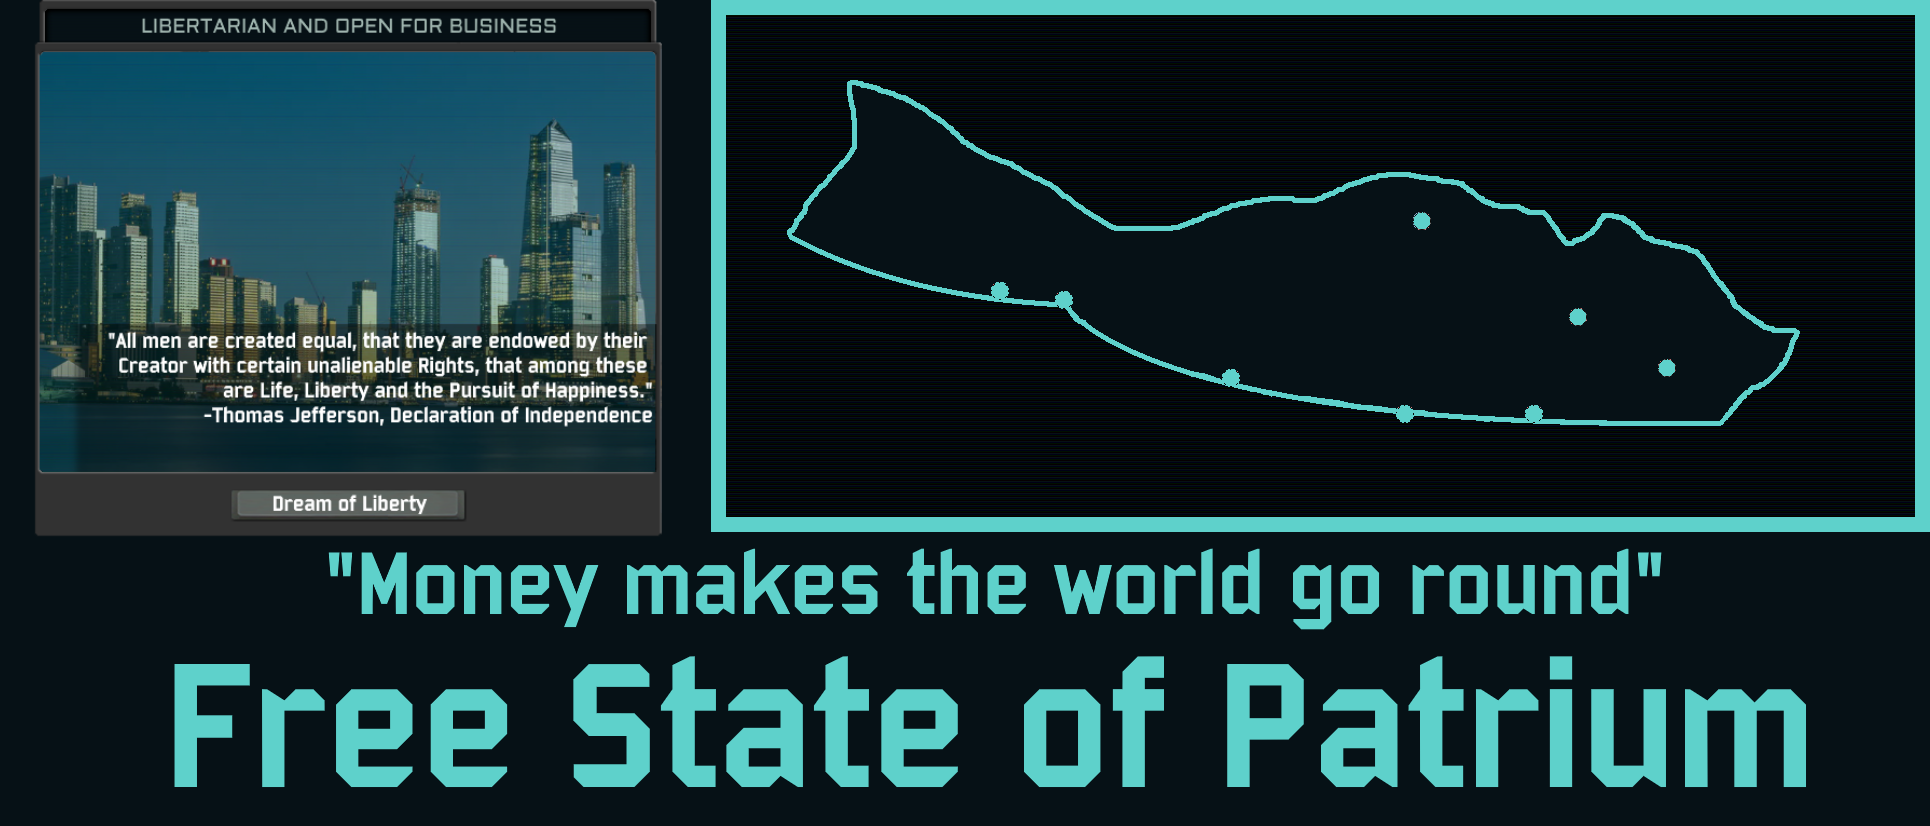 LIBERTARIAN AND OPEN FOR BUSINESS
"All men are created equal, that they are endowed by their
Creator with certain unalienable Rights, that among these
are Life, Liberty and the Pursuit of Happiness."
-Thomas Jefferson, Declaration of Independence
Dream of Liberty
"Money makes the world go round"
Free State of Patrium